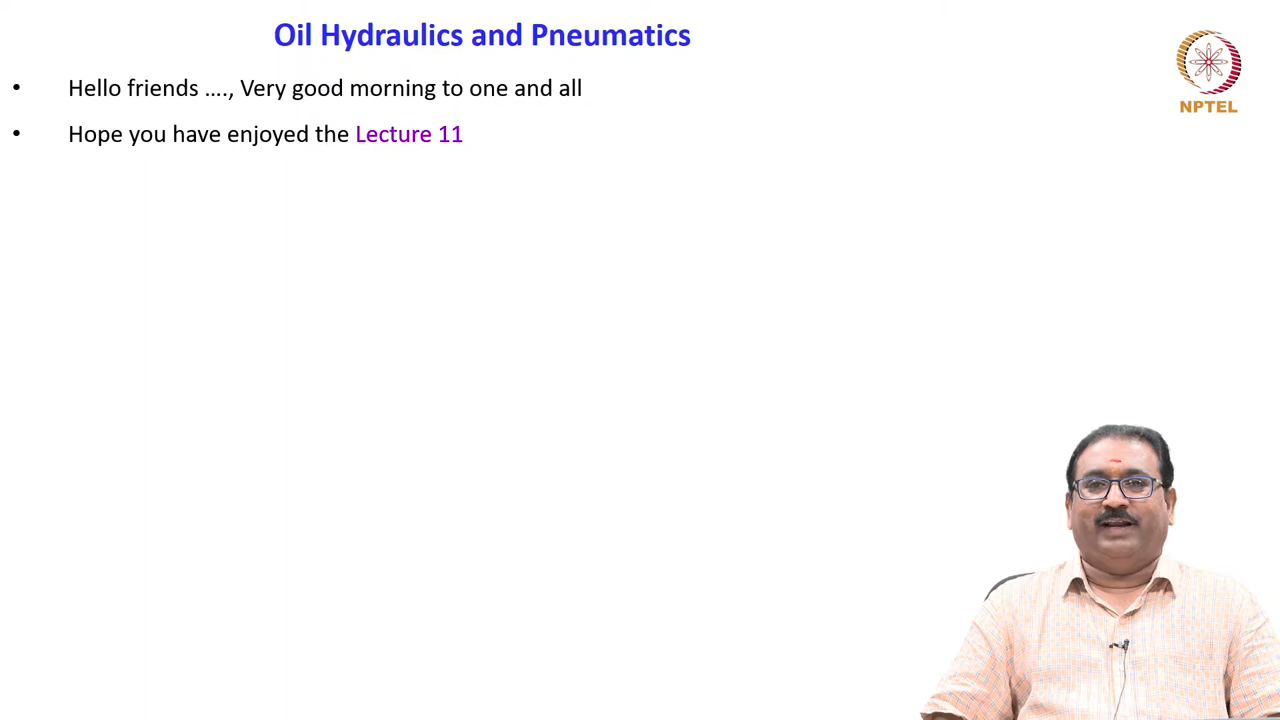 Oil Hydraulics and Pneumatics
• Hello friends …., Very good morning to one and all
• Hope you have enjoyed the Lecture 11
NPTEL